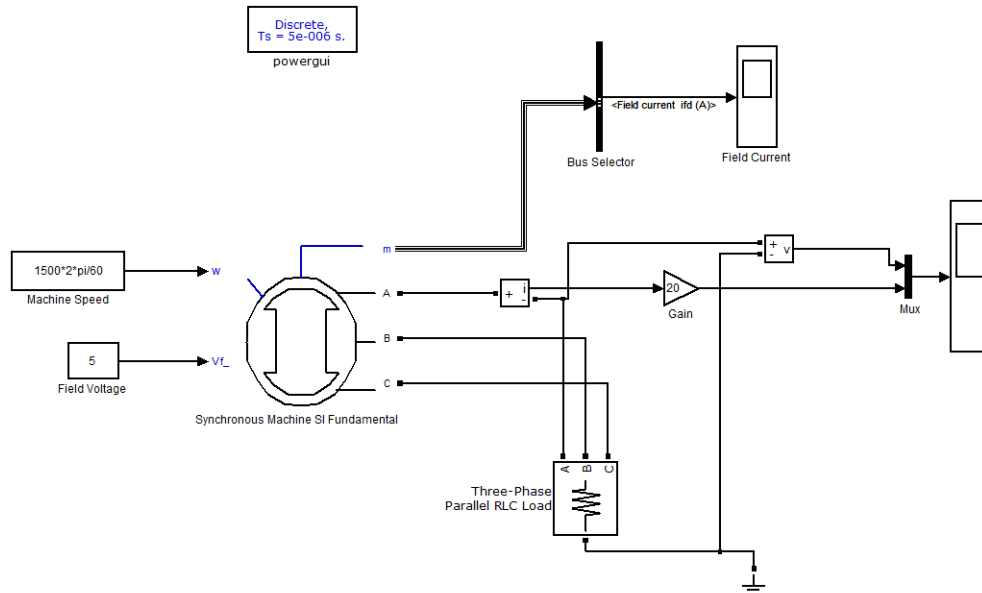 Discrete,
Ts = 5e-006 s.
powergui
<Field current ifd (A)>
Bus Selector
Field Current
m
1500*2*pi/60
w
Machine Speed
A
+ i -
20
Gain
+ - v
Mux
B
5
Vf_
Field Voltage
C
Synchronous Machine SI Fundamental
A B C
Three-Phase
Parallel RLC Load